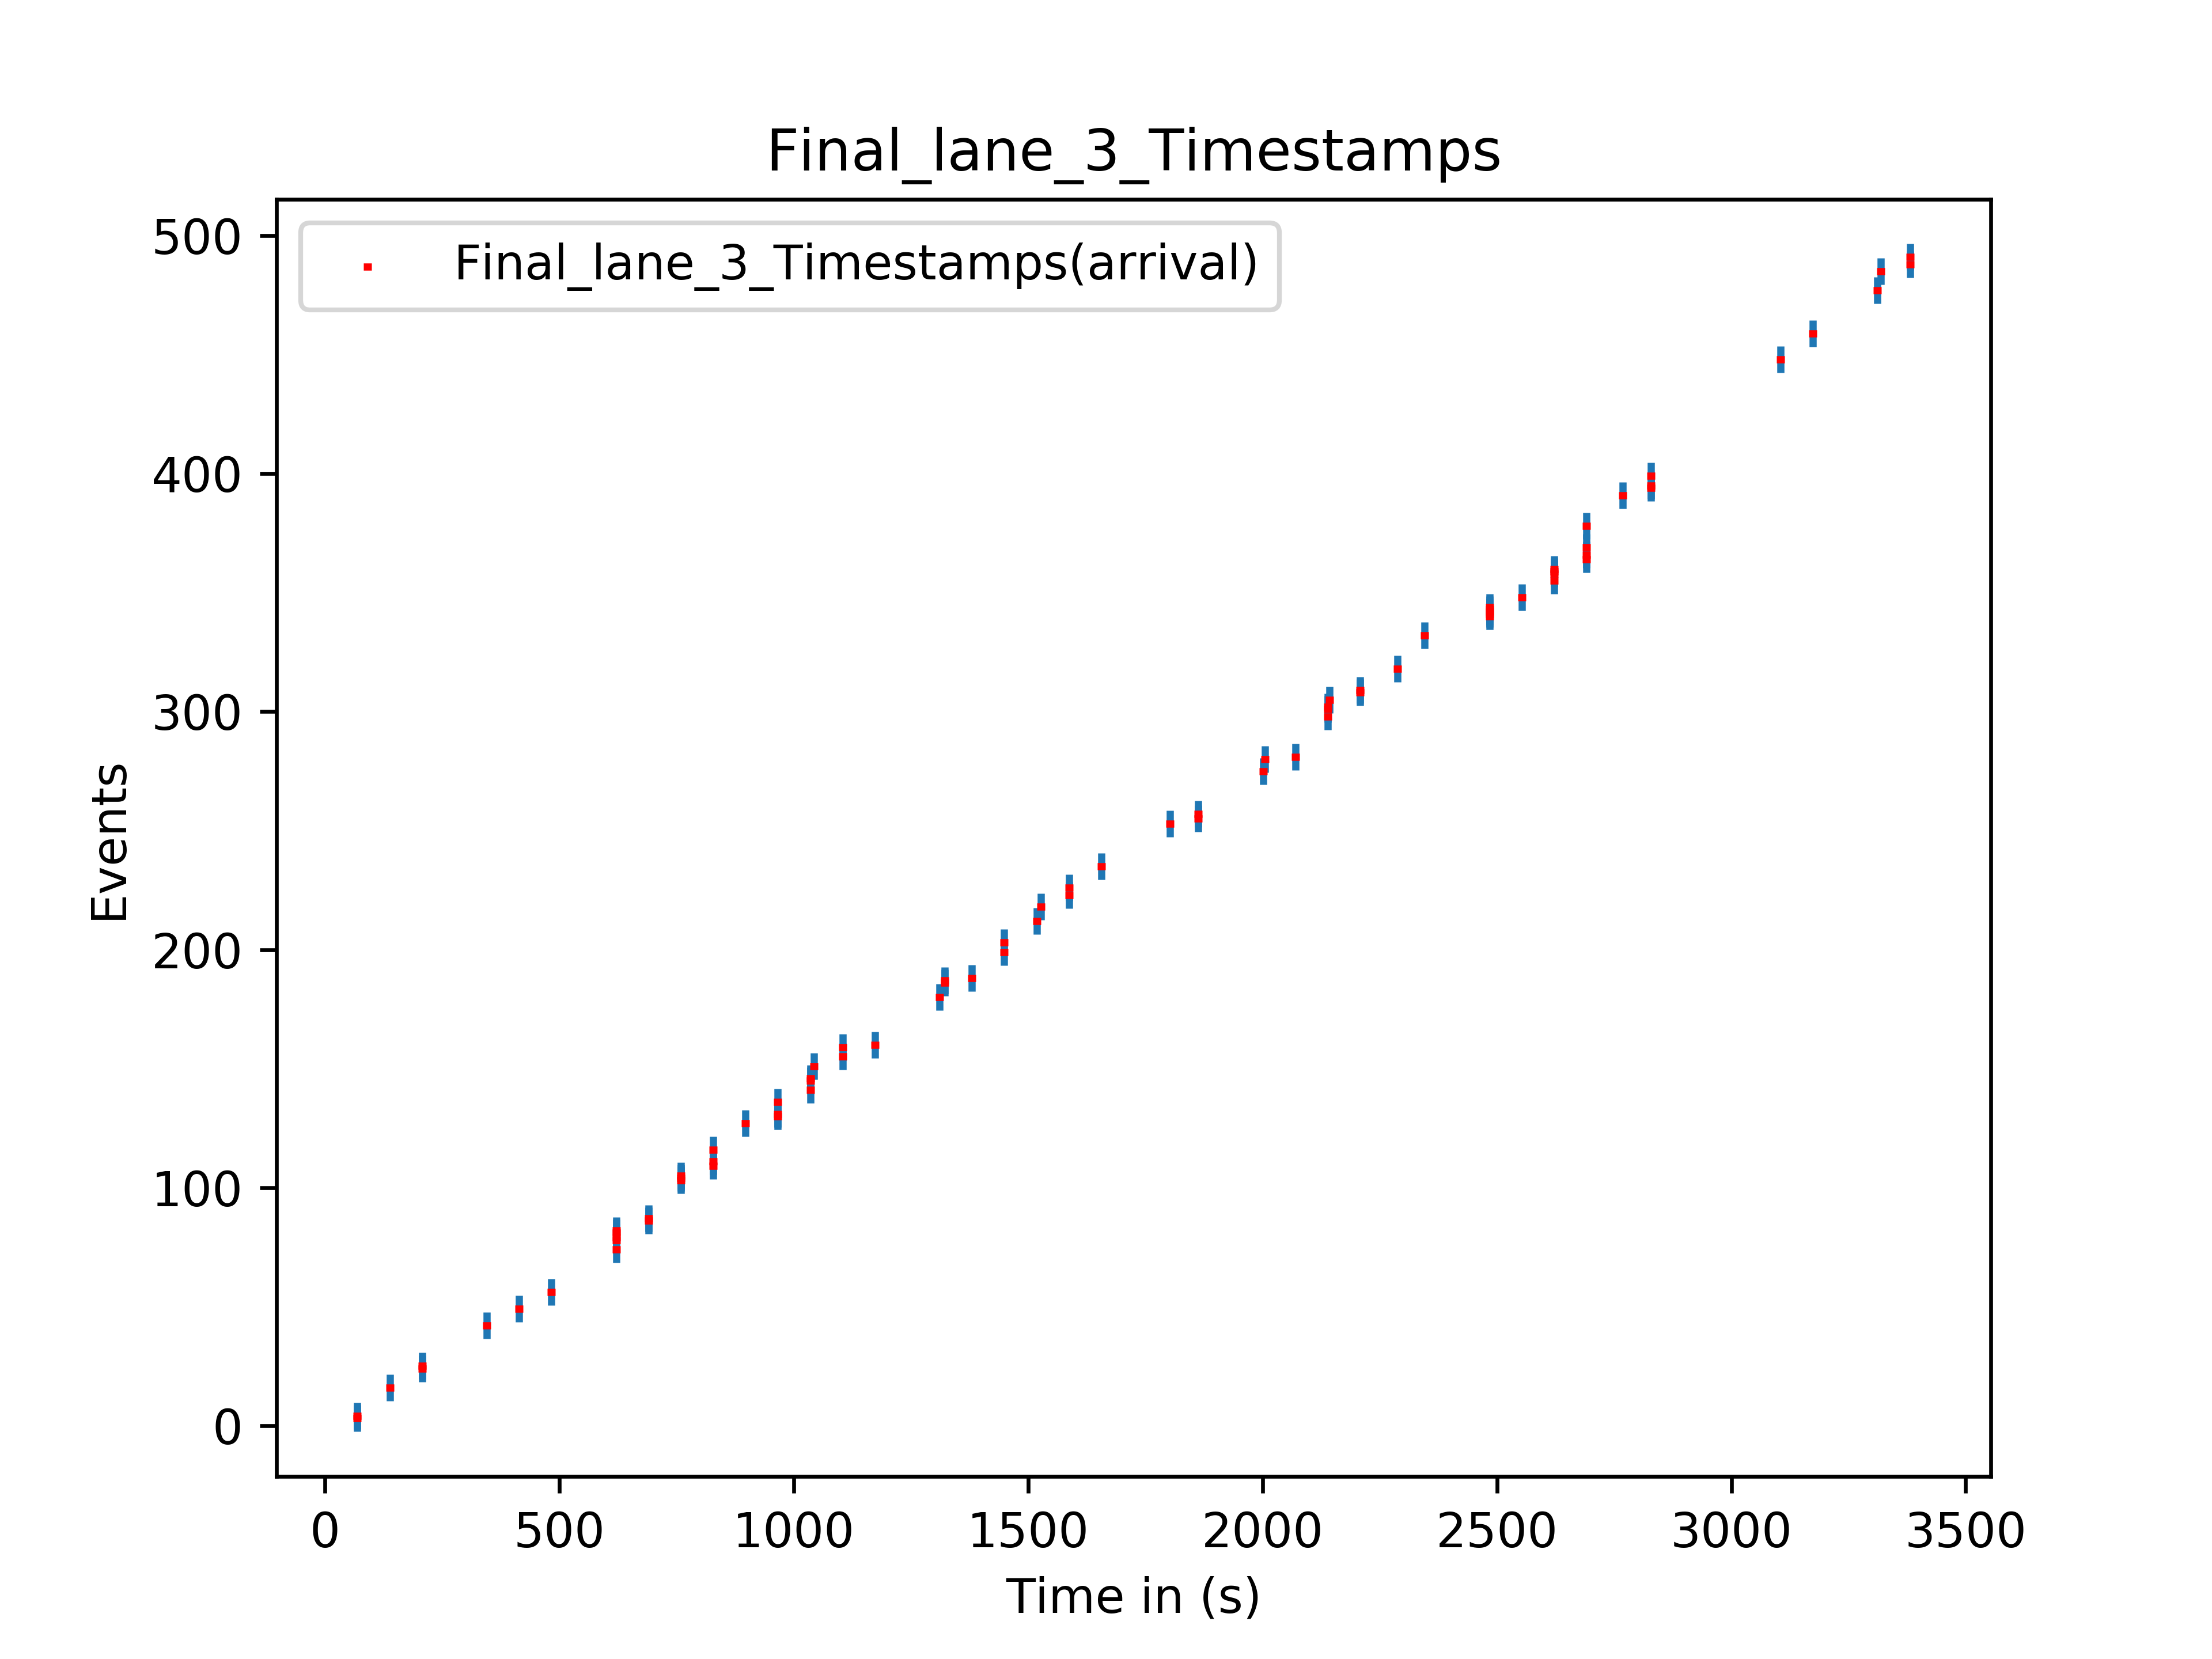 Final_lane_3_Timestamps
Final_lane_3_Timestamps(arrival)
500
400
300
200
100
0
Events
0 500 1000 1500 2000 2500 3000 3500
Time in (s)